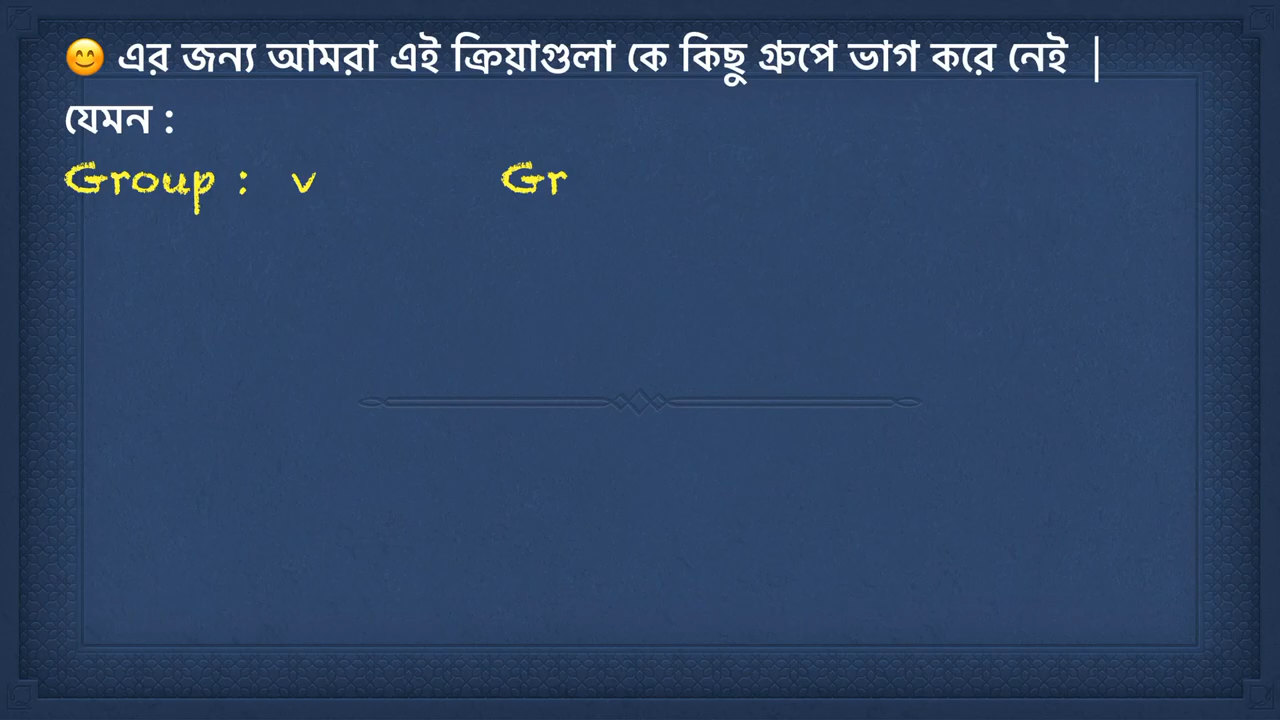 😊 এর জন্য আমরা এই ক্রিয়াগুলা কে কিছু গ্রুপে ভাগ করে নেই |
যেমন :
Group : v Gr